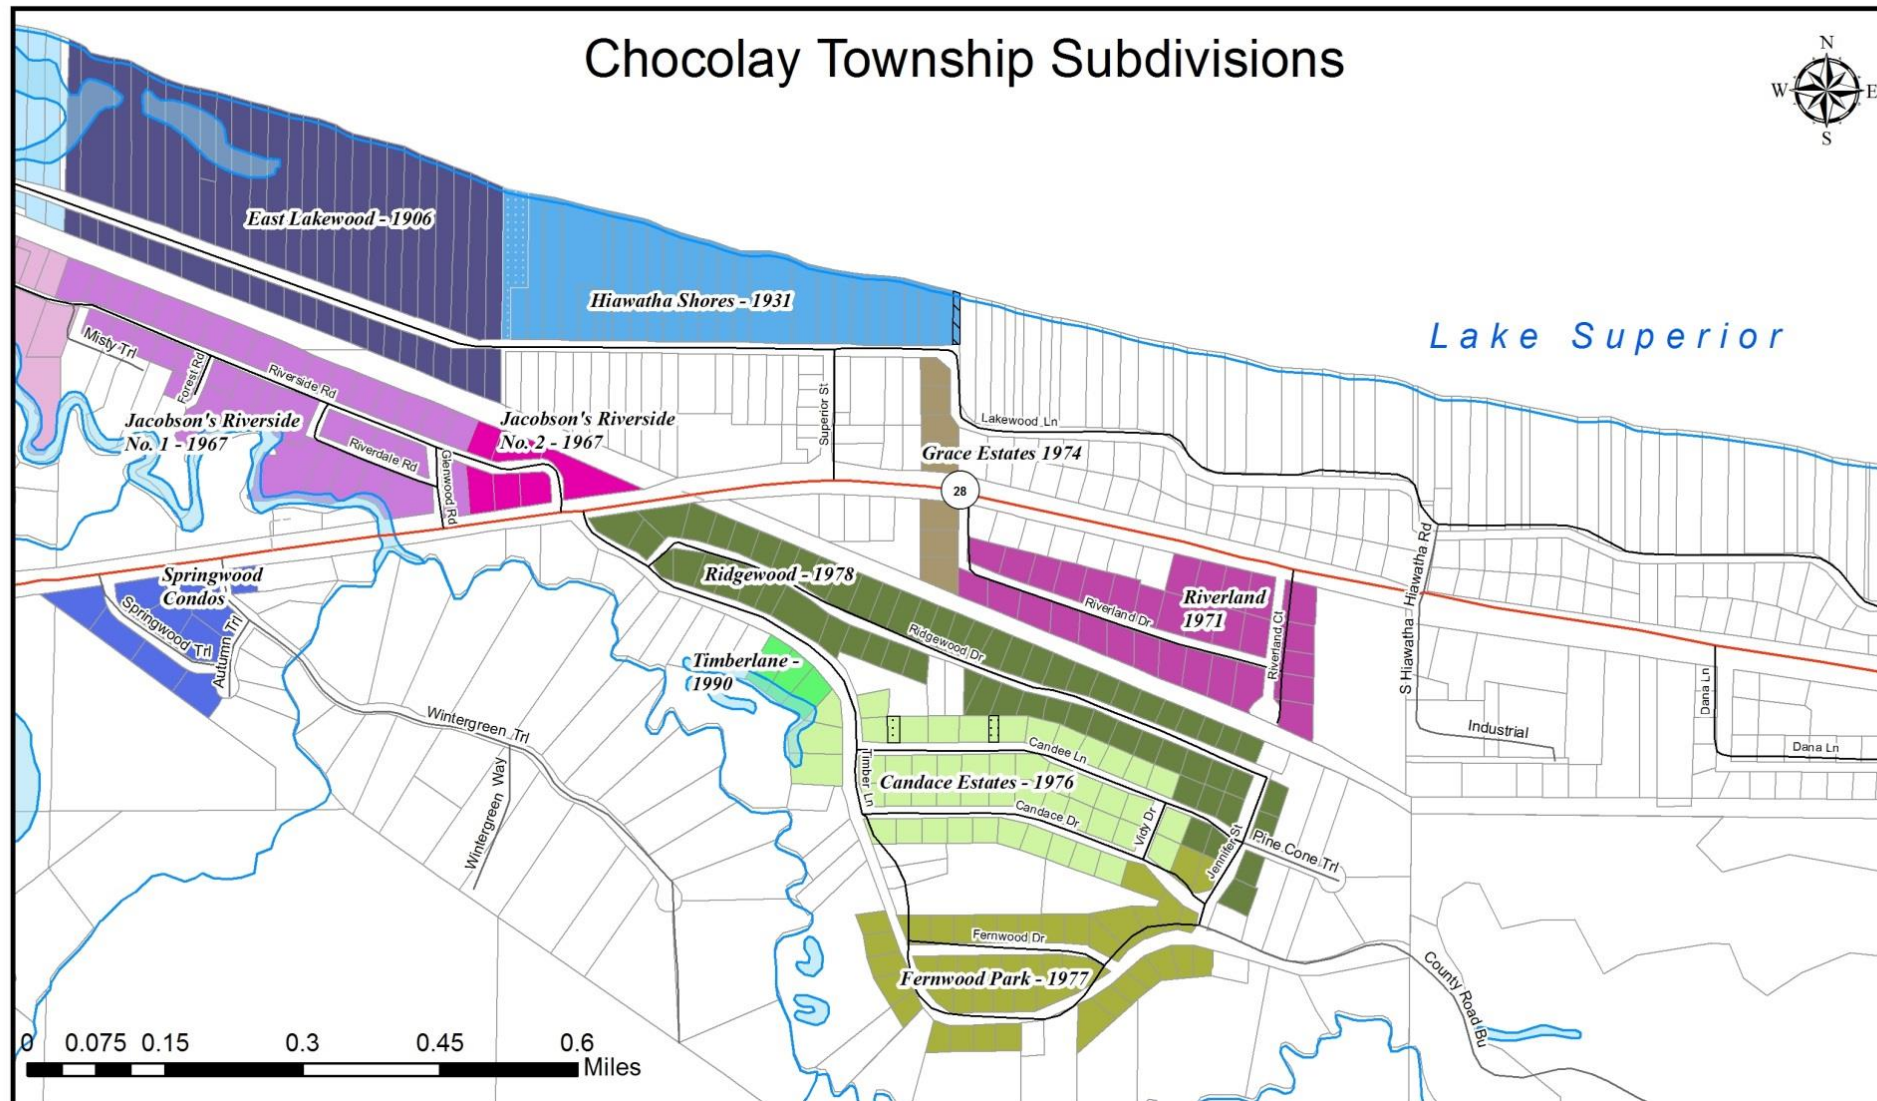 Chocolay Township Subdivisions
N
W E
S
East Lakewood - 1906
Hiawatha Shores - 1931
Lake Superior
Misty Trl
Forest Rd
Riverside Rd
Jacobson's Riverside
No. 1 - 1967
Jacobson's Riverside
No. 2 - 1967
Riverdale Rd
Glenwood Rd
Superior St
Lakewood Ln
Grace Estates 1974
28
S Hiawatha
Hiawatha Rd
Springwood
Condos
Springwood Trl
Autumn Trl
Ridgewood - 1978
Ridgewood Dr
Riverland
1971
Riverland Dr
Riverland Ct
Timberlane -
1990
Wintergreen Trl
Wintergreen Way
Industrial
Dana Ln
Dana Ln
Candee Ln
Timber Ln
Candace Estates - 1976
Candace Dr
Vidy Dr
Jennifer St
Pine Cone Trl
Fernwood Dr
Fernwood Park - 1977
County Road Bu
0 0.075 0.15 0.3 0.45 0.6
Miles